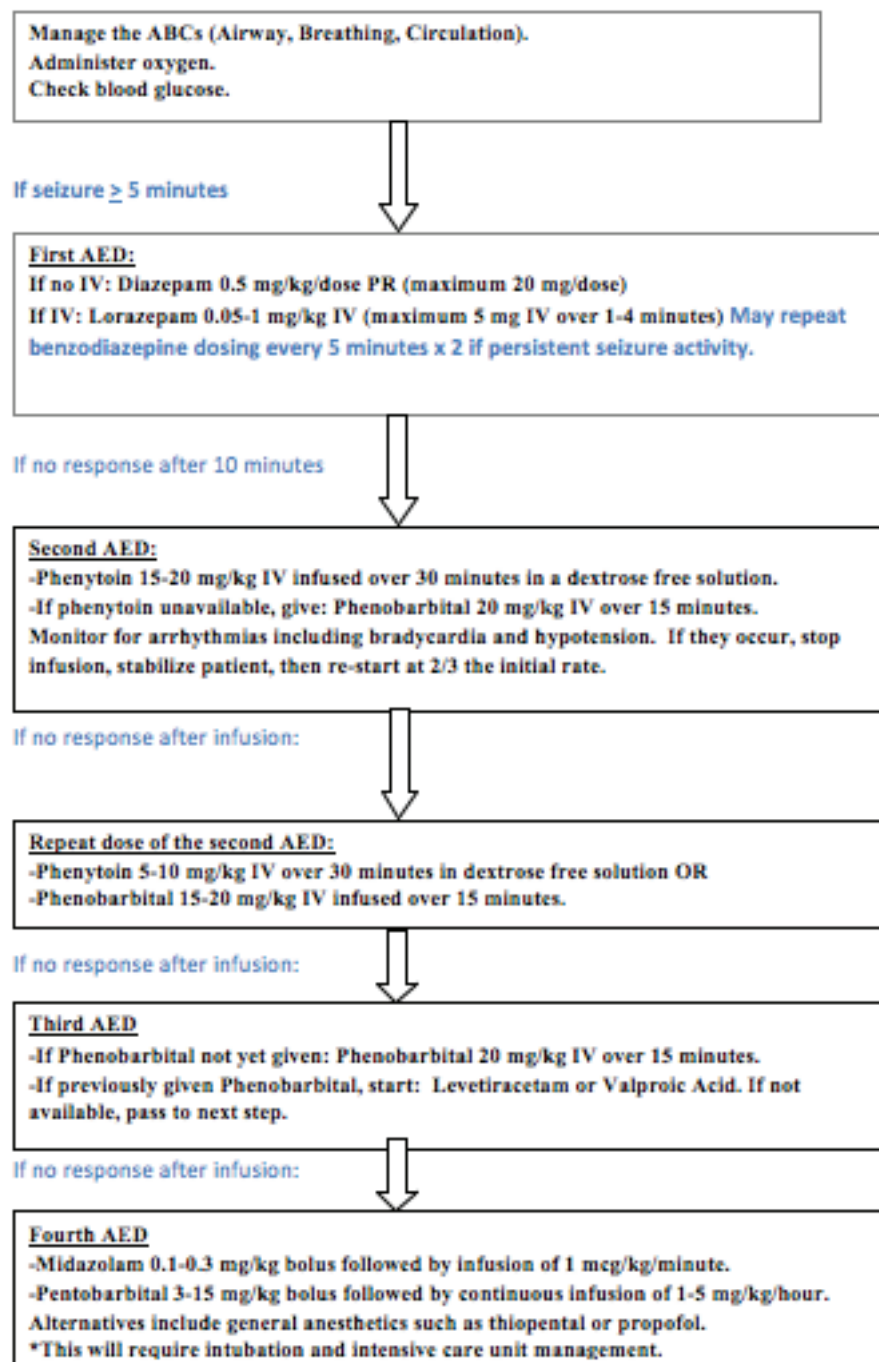 Manage the ABCs (Airway, Breathing, Circulation).
Administer oxygen.
Check blood glucose.
If seizure ≥ 5 minutes
First AED:
If no IV: Diazepam 0.5 mg/kg/dose PR (maximum 20 mg/dose)
If IV: Lorazepam 0.05-1 mg/kg IV (maximum 5 mg IV over 1-4 minutes) May repeat
benzodiazepine dosing every 5 minutes x 2 if persistent seizure activity.
If no response after 10 minutes
Second AED:
-Phenytoin 15-20 mg/kg IV infused over 30 minutes in a dextrose free solution.
-If phenytoin unavailable, give: Phenobarbital 20 mg/kg IV over 15 minutes.
Monitor for arrhythmias including bradycardia and hypotension. If they occur, stop
infusion, stabilize patient, then re-start at 2/3 the initial rate.
If no response after infusion:
Repeat dose of the second AED:
-Phenytoin 5-10 mg/kg IV over 30 minutes in dextrose free solution OR
-Phenobarbital 15-20 mg/kg IV infused over 15 minutes.
If no response after infusion:
Third AED
-If Phenobarbital not yet given: Phenobarbital 20 mg/kg IV over 15 minutes.
-If previously given Phenobarbital, start: Levetiracetam or Valproic Acid. If not
available, pass to next step.
If no response after infusion:
Fourth AED
-Midazolam 0.1-0.3 mg/kg bolus followed by infusion of 1 mcg/kg/minute.
-Pentobarbital 3-15 mg/kg bolus followed by continuous infusion of 1-5 mg/kg/hour.
Alternatives include general anesthetics such as thiopental or propofol.
*This will require intubation and intensive care unit management.